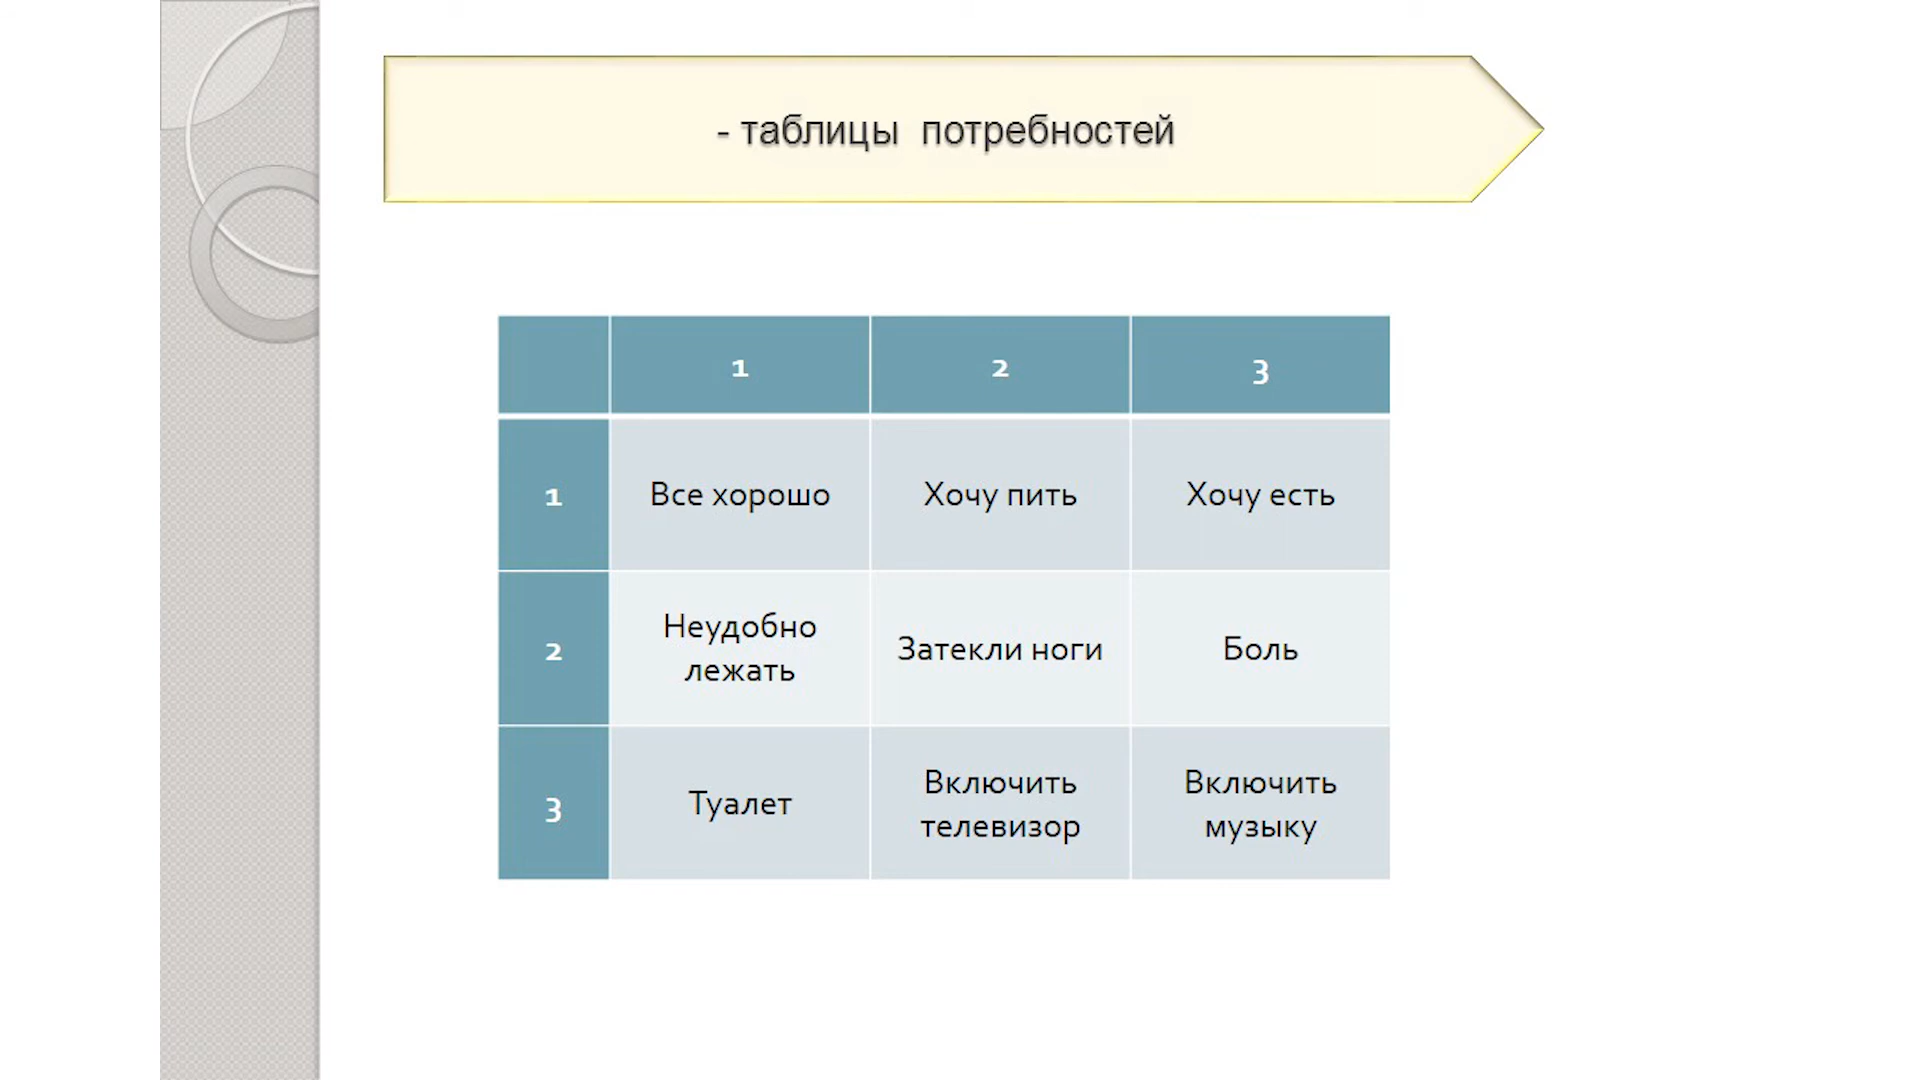 - таблицы потребностей
1 2 3
1 Все хорошо Хочу пить Хочу есть
2 Неудобно лежать Затекли ноги Боль
3 Туалет Включить телевизор Включить музыку